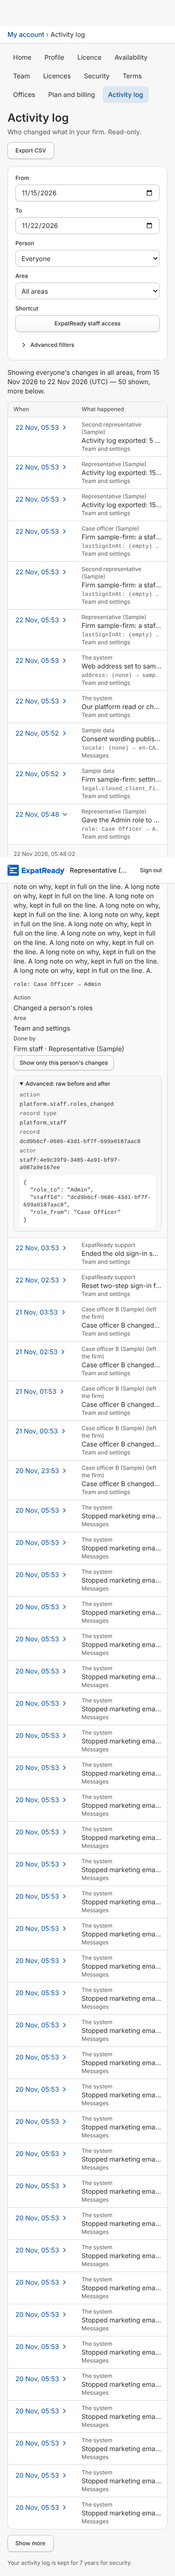 My account › Activity log
Home Profile Licence Availability
Team Licences Security Terms
Offices Plan and billing Activity log
Activity log
Who changed what in your firm. Read-only.
Export CSV
From
11/15/2026
To
11/22/2026
Person
Everyone
Area
All areas
Shortcut
ExpatReady staff access
Advanced filters
Showing everyone's changes in all areas, from 15
Nov 2026 to 22 Nov 2026 (UTC) — 50 shown,
more below.
When What happened
22 Nov, 05:53 Second representative
(Sample)
Activity log exported: 5 ...
Team and settings
22 Nov, 05:53 Representative (Sample)
Activity log exported: 15...
Team and settings
22 Nov, 05:53 Representative (Sample)
Activity log exported: 15...
Team and settings
22 Nov, 05:53 Case officer (Sample)
Firm sample-firm: a staf...
lastSignInAt: (empty) → …
Team and settings
22 Nov, 05:53 Second representative
(Sample)
Firm sample-firm: a staf...
lastSignInAt: (empty) → …
Team and settings
22 Nov, 05:53 Representative (Sample)
Firm sample-firm: a staf...
lastSignInAt: (empty) → …
Team and settings
22 Nov, 05:53 The system
Web address set to sam...
address: (none) → samp…
Team and settings
22 Nov, 05:53 The system
Our platform read or ch...
Team and settings
22 Nov, 05:52 Sample data
Consent wording publis...
locale: (none) → en-CA…
Messages
22 Nov, 05:52 Sample data
Firm sample-firm: settin...
legal.closed_client_fi…
Team and settings
22 Nov, 05:48 Representative (Sample)
Gave the Admin role to ...
role: Case Officer → A…
Team and settings
22 Nov 2026, 05:48:02
ExpatReady Representative (... Sign out
note on why, kept in full on the line. A long note
on why, kept in full on the line. A long note on
why, kept in full on the line. A long note on why,
kept in full on the line. A long note on why, kept
in full on the line. A long note on why, kept in full
on the line. A long note on why, kept in full on
the line. A long note on why, kept in full on the
line. A long note on why, kept in full on the line.
A long note on why, kept in full on the line. A.
role: Case Officer → Admin
Action
Changed a person's roles
Area
Team and settings
Done by
Firm staff · Representative (Sample)
Show only this person's changes
Advanced: raw before and after
action
platform.staff.roles_changed
record type
platform_staff
record
dcd9b6cf-0686-43d1-bf7f-699a0187aac8
actor
staff:4e9c39f9-3485-4a91-bf97-
a087a9e167ee
{
"role_to": "Admin",
"staffId": "dcd9b6cf-0686-43d1-bf7f-
699a0187aac8",
"role_from": "Case Officer"
}
22 Nov, 03:53 ExpatReady support
Ended the old sign-in s...
Team and settings
22 Nov, 02:53 ExpatReady support
Reset two-step sign-in f...
Team and settings
21 Nov, 03:53 Case officer B (Sample) (left
the firm)
Case officer B changed...
Team and settings
21 Nov, 02:53 Case officer B (Sample) (left
the firm)
Case officer B changed...
Team and settings
21 Nov, 01:53 Case officer B (Sample) (left
the firm)
Case officer B changed...
Team and settings
21 Nov, 00:53 Case officer B (Sample) (left
the firm)
Case officer B changed...
Team and settings
20 Nov, 23:53 Case officer B (Sample) (left
the firm)
Case officer B changed...
Team and settings
20 Nov, 05:53 The system
Stopped marketing ema...
Messages
20 Nov, 05:53 The system
Stopped marketing ema...
Messages
20 Nov, 05:53 The system
Stopped marketing ema...
Messages
20 Nov, 05:53 The system
Stopped marketing ema...
Messages
20 Nov, 05:53 The system
Stopped marketing ema...
Messages
20 Nov, 05:53 The system
Stopped marketing ema...
Messages
20 Nov, 05:53 The system
Stopped marketing ema...
Messages
20 Nov, 05:53 The system
Stopped marketing ema...
Messages
20 Nov, 05:53 The system
Stopped marketing ema...
Messages
20 Nov, 05:53 The system
Stopped marketing ema...
Messages
20 Nov, 05:53 The system
Stopped marketing ema...
Messages
20 Nov, 05:53 The system
Stopped marketing ema...
Messages
20 Nov, 05:53 The system
Stopped marketing ema...
Messages
20 Nov, 05:53 The system
Stopped marketing ema...
Messages
20 Nov, 05:53 The system
Stopped marketing ema...
Messages
20 Nov, 05:53 The system
Stopped marketing ema...
Messages
20 Nov, 05:53 The system
Stopped marketing ema...
Messages
20 Nov, 05:53 The system
Stopped marketing ema...
Messages
20 Nov, 05:53 The system
Stopped marketing ema...
Messages
20 Nov, 05:53 The system
Stopped marketing ema...
Messages
20 Nov, 05:53 The system
Stopped marketing ema...
Messages
20 Nov, 05:53 The system
Stopped marketing ema...
Messages
20 Nov, 05:53 The system
Stopped marketing ema...
Messages
20 Nov, 05:53 The system
Stopped marketing ema...
Messages
20 Nov, 05:53 The system
Stopped marketing ema...
Messages
20 Nov, 05:53 The system
Stopped marketing ema...
Messages
20 Nov, 05:53 The system
Stopped marketing ema...
Messages
20 Nov, 05:53 The system
Stopped marketing ema...
Messages
20 Nov, 05:53 The system
Stopped marketing ema...
Messages
20 Nov, 05:53 The system
Stopped marketing ema...
Messages
20 Nov, 05:53 The system
Stopped marketing ema...
Messages
20 Nov, 05:53 The system
Stopped marketing ema...
Messages
Show more
Your activity log is kept for 7 years for security.